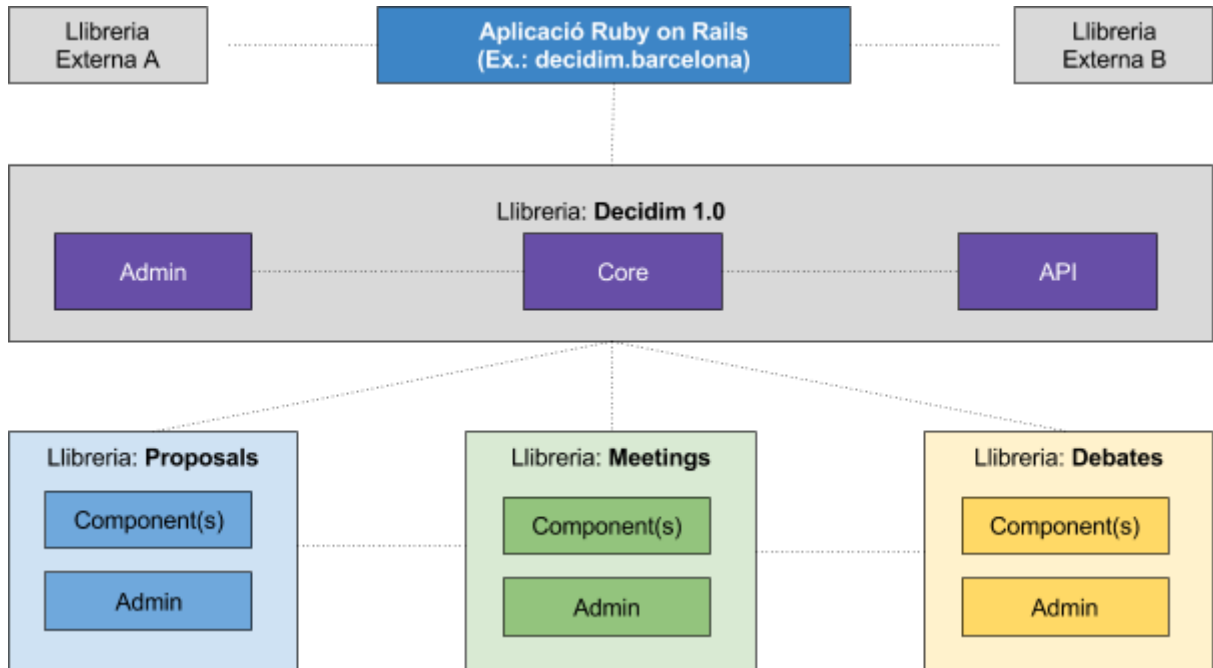 Llibreria
Externa A
Aplicació Ruby on Rails
(Ex.: decidim.barcelona)
Llibreria
Externa B
Llibreria: Decidim 1.0
Admin
Core
API
Llibreria: Proposals
Component(s)
Admin
Llibreria: Meetings
Component(s)
Admin
Llibreria: Debates
Component(s)
Admin